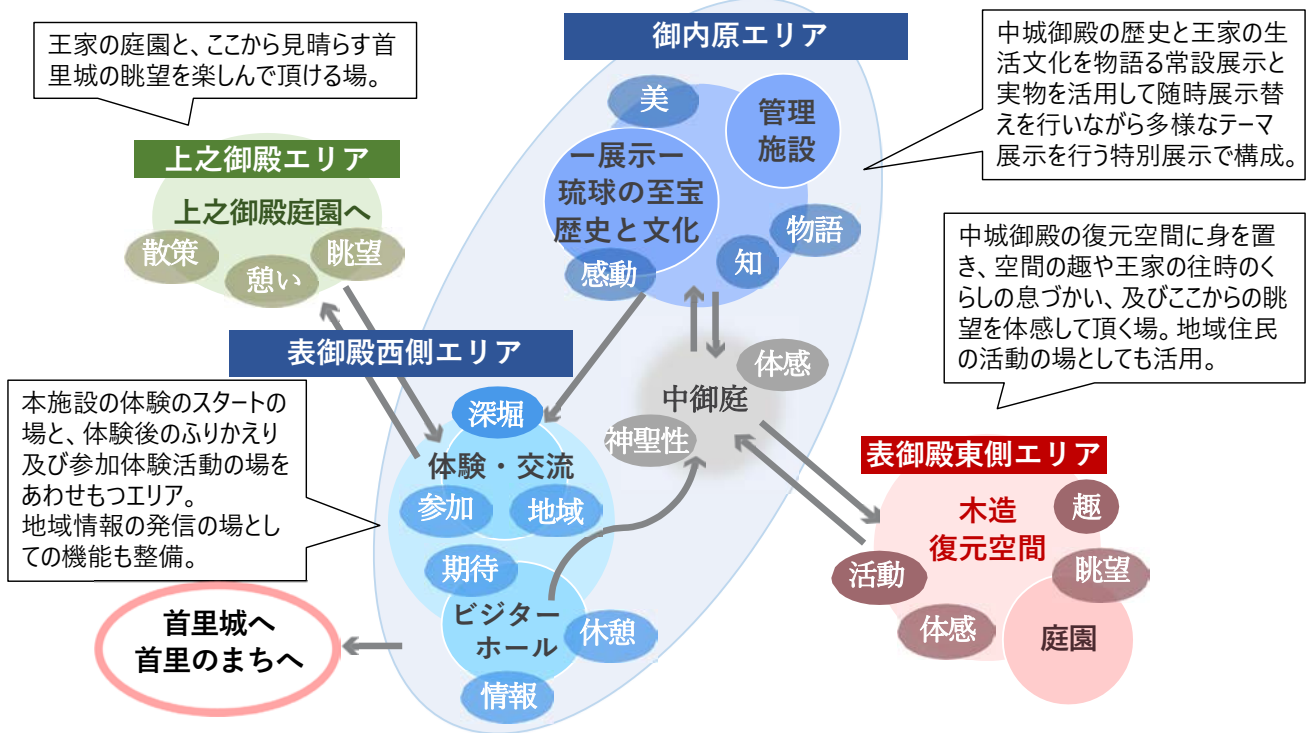 王家の庭園と、ここから見晴らす首
里城の眺望を楽しんで頂ける場。
上之御殿エリア
上之御殿庭園へ
散策
憩い
眺望
御内原エリア
美
管理
施設
ー展示ー
琉球の至宝
歴史と文化
感動
知
物語
中城御殿の歴史と王家の生
活文化を物語る常設展示と
実物を活用して随時展示替
えを行いながら多様なテーマ
展示を行う特別展示で構成。
中城御殿の復元空間に身を置
き、空間の趣や王家の往時のく
らしの息づかい、及びここからの眺
望を体感して頂く場。地域住民
の活動の場としても活用。
表御殿西側エリア
本施設の体験のスタートの
場と、体験後のふりかえり
及び参加体験活動の場を
あわせもつエリア。
地域情報の発信の場とし
ての機能も整備。
深堀
体験・交流
参加
地域
期待
ビジター
ホール
休憩
情報
体感
中御庭
神聖性
表御殿東側エリア
木造
復元空間
趣
眺望
活動
体感
庭園
首里城へ
首里のまちへ